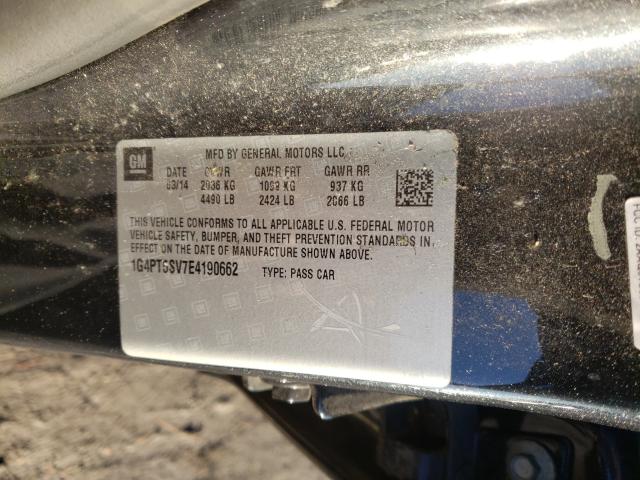 GM
MFD BY GENERAL MOTORS LLC
DATE GVWR GAWR FRT GAWR RR
03/14 2036 KG 1099 KG 937 KG
4490 LB 2424 LB 2066 LB
THIS VEHICLE CONFORMS TO ALL APPLICABLE U.S. FEDERAL MOTOR
VEHICLE SAFETY, BUMPER, AND THEFT PREVENTION STANDARDS IN
EFFECT ON THE DATE OF MANUFACTURE SHOWN ABOVE.
1G4PT5SV7E4190662 TYPE: PASS CAR